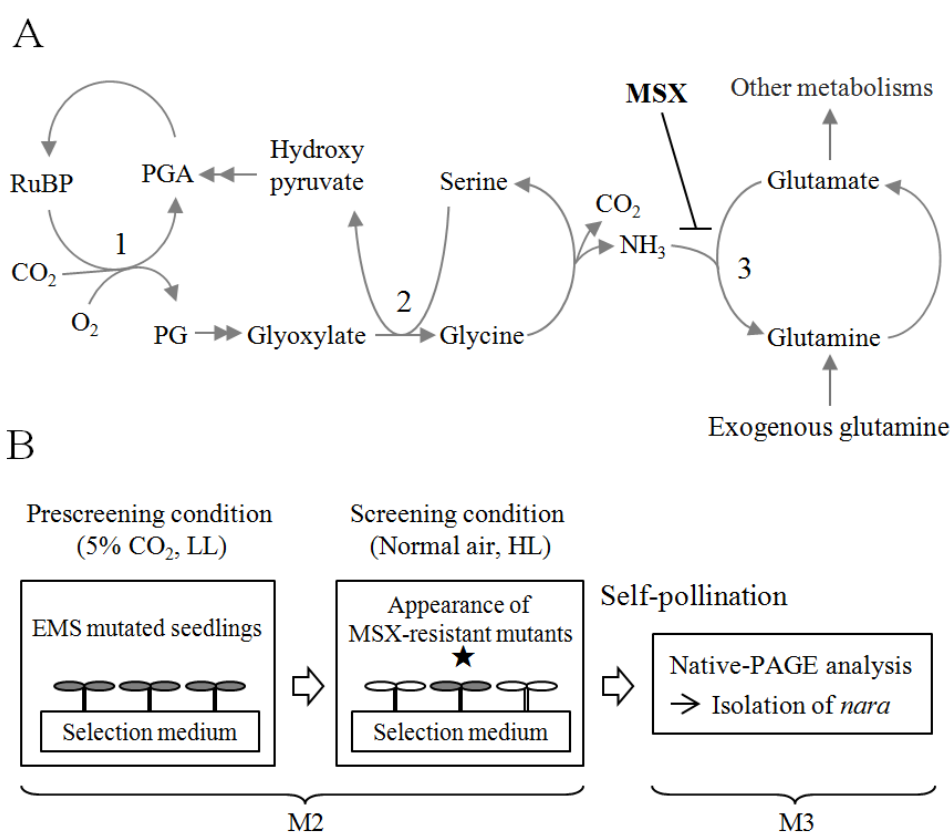 A
MSX
Other metabolisms
RuBP
PGA
Hydroxy
pyruvate
Serine
CO2
NH3
Glutamate
1
CO2
O2
2
3
PG
Glyoxylate
Glycine
Glutamine
Exogenous glutamine
B
Prescreening condition
(5% CO2, LL)
EMS mutated seedlings
Selection medium
Screening condition
(Normal air, HL)
Appearance of
MSX-resistant mutants
Selection medium
Self-pollination
Native-PAGE analysis
→ Isolation of nara
M2
M3